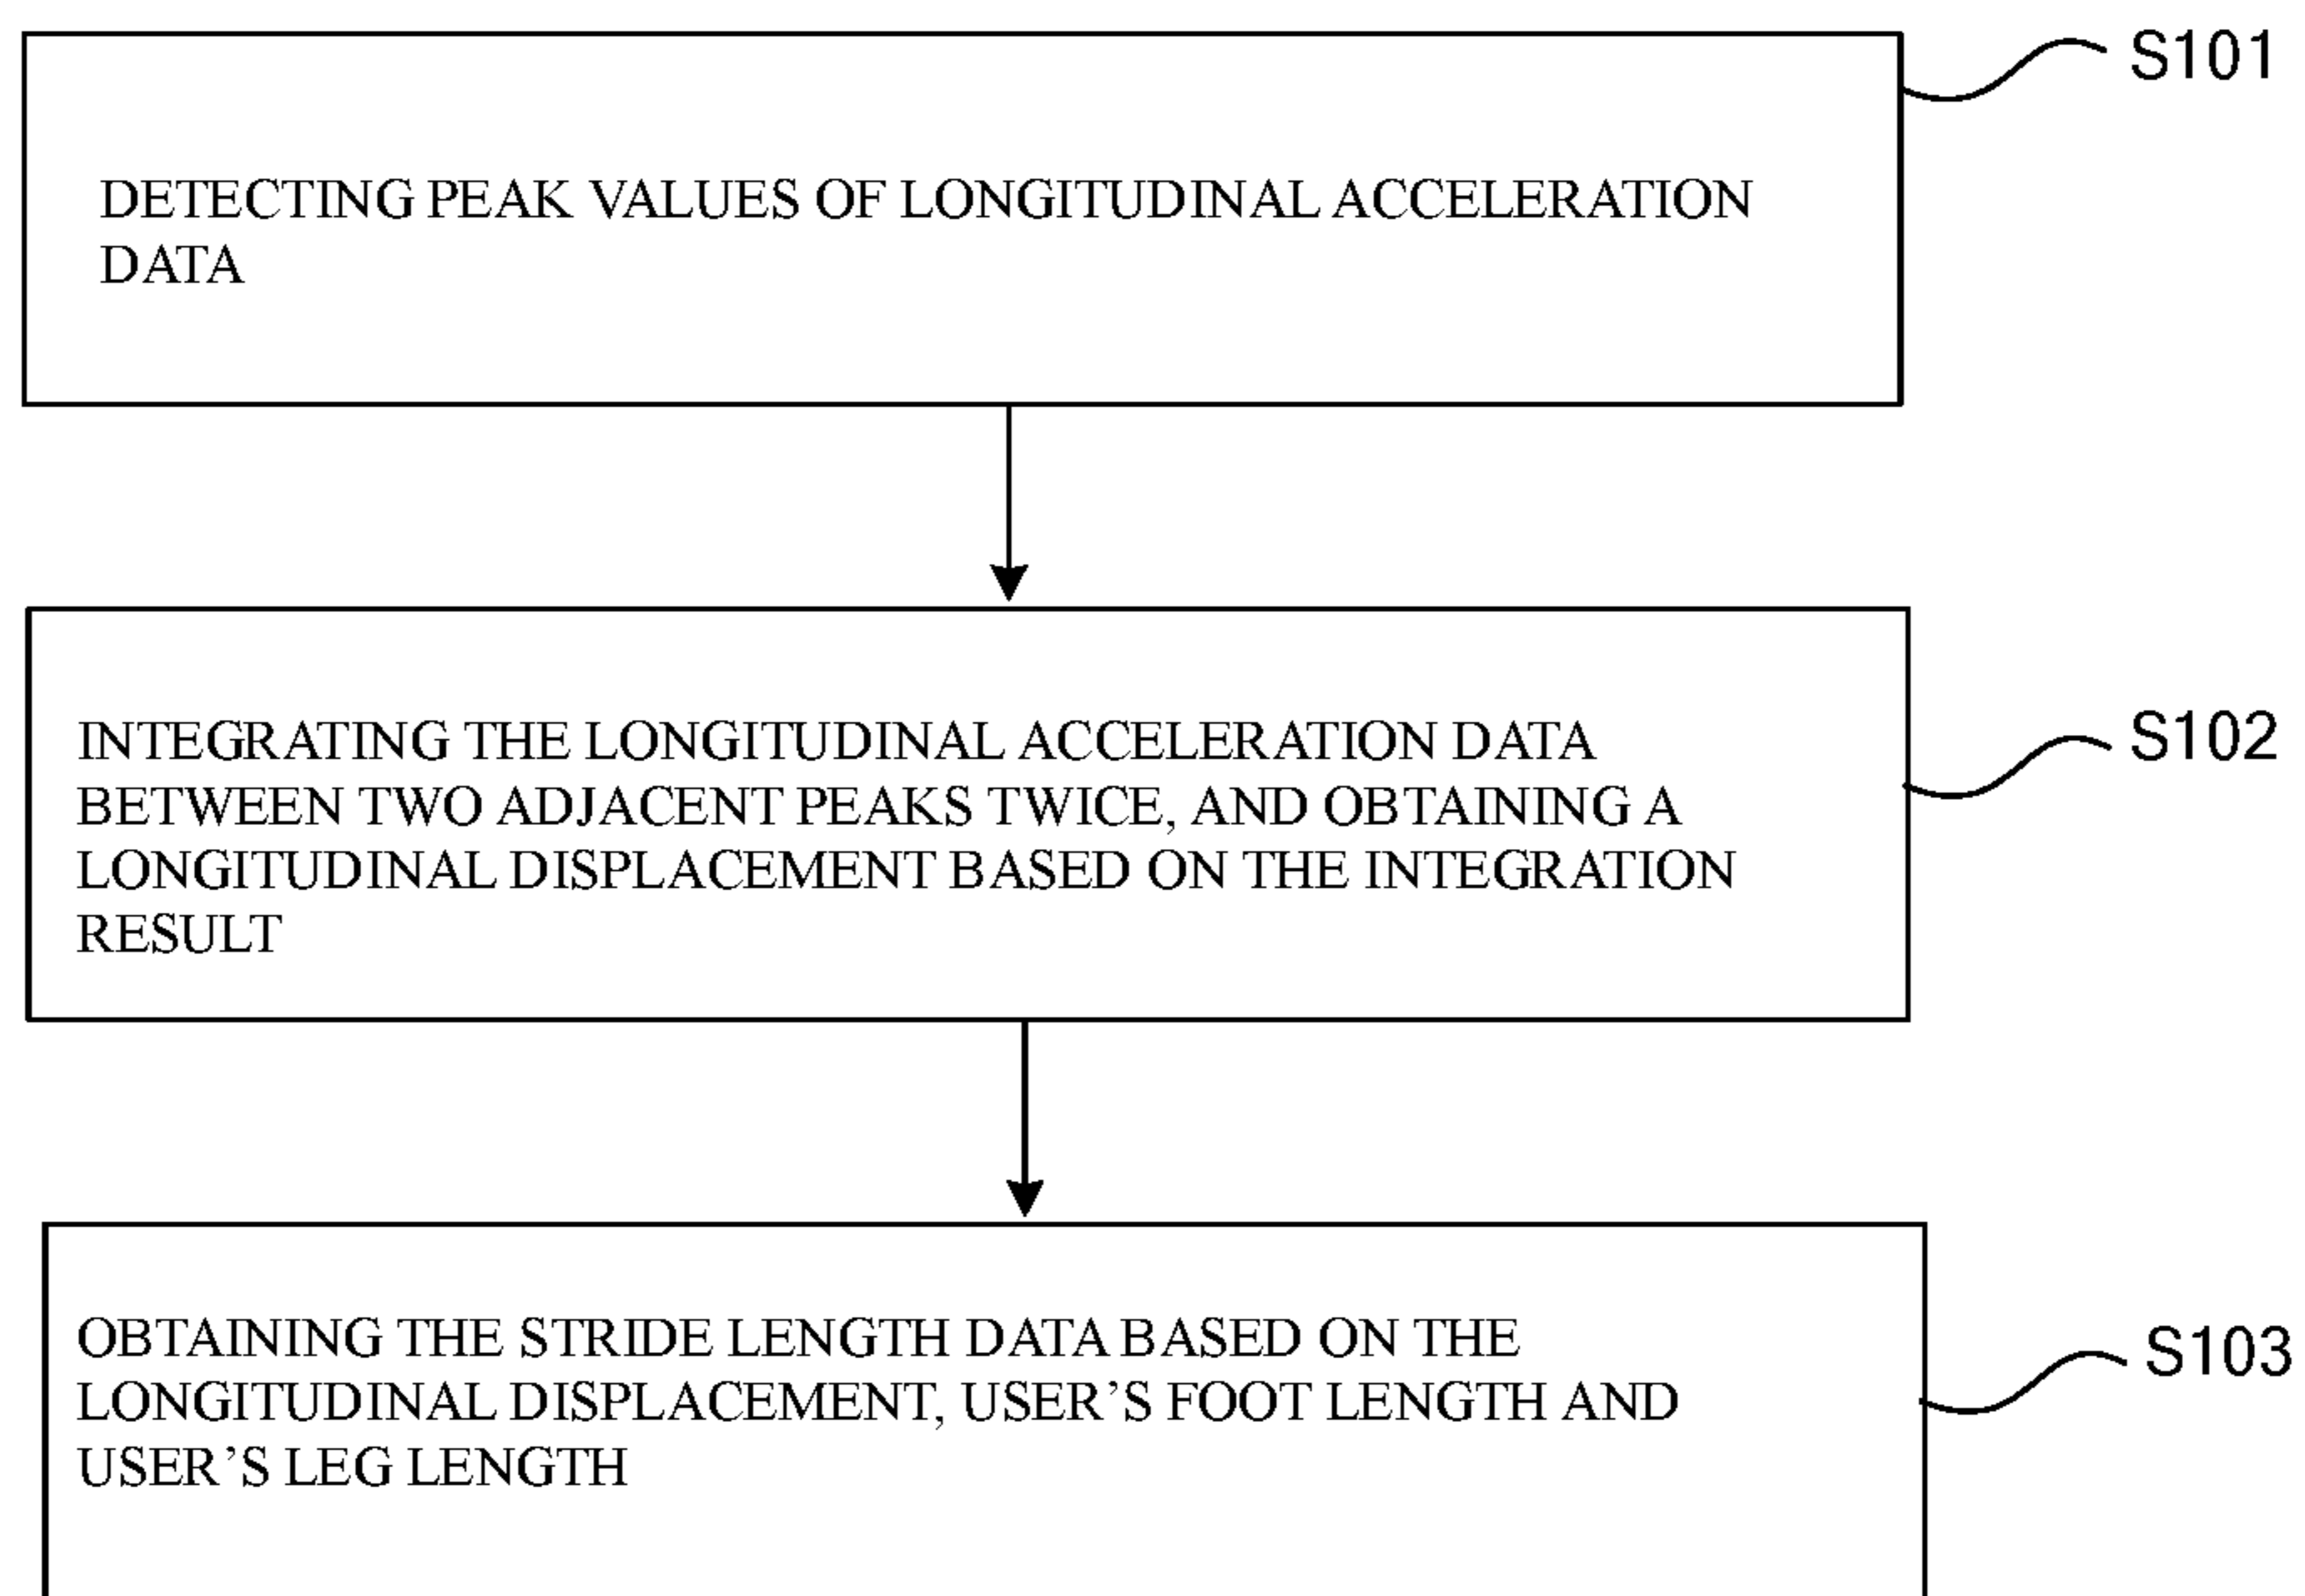 S101
DETECTING PEAK VALUES OF LONGITUDINAL ACCELERATION
DATA
S102
INTEGRATING THE LONGITUDINAL ACCELERATION DATA
BETWEEN TWO ADJACENT PEAKS TWICE, AND OBTAINING A
LONGITUDINAL DISPLACEMENT BASED ON THE INTEGRATION
RESULT
S103
OBTAINING THE STRIDE LENGTH DATA BASED ON THE
LONGITUDINAL DISPLACEMENT, USER’S FOOT LENGTH AND
USER’S LEG LENGTH